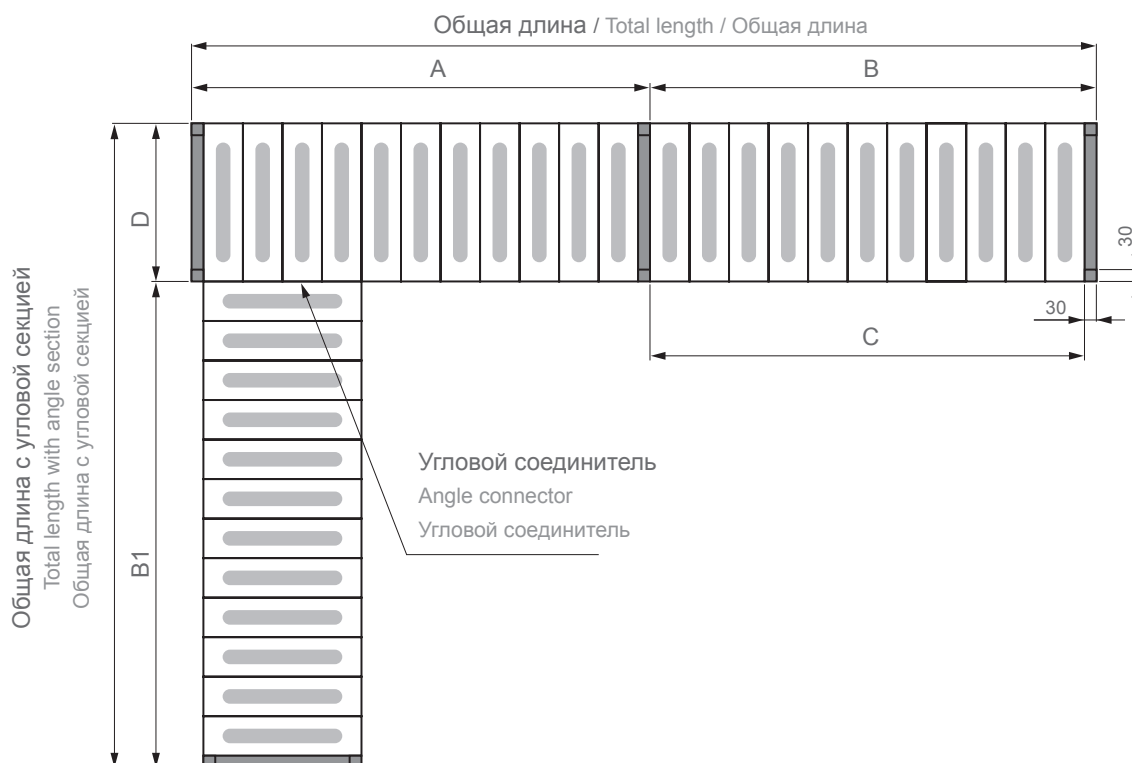 Общая длина / Total length / Общая длина
A
B
D
30
30
C
Общая длина с угловой секцией
Total length with angle section
Общая длина с угловой секцией
Угловой соединитель
Angle connector
Угловой соединитель
B1